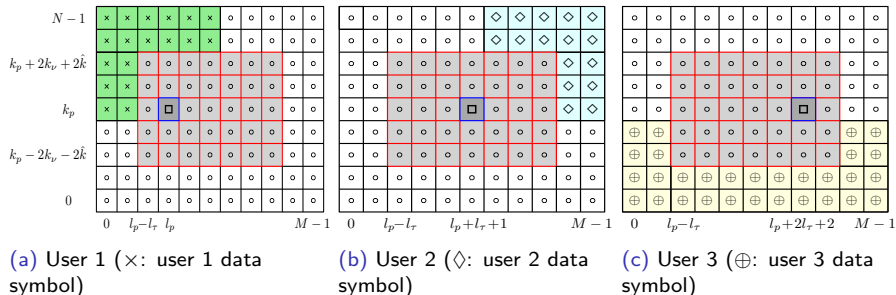 N − 1
k_p + 2k_ν + 2k̂
k_p
k_p − 2k_ν − 2k̂
0
0 l_p − l_τ l_p M − 1
l_p − l_τ l_p + l_τ + 1 M − 1
0 l_p − l_τ l_p + 2l_τ + 2 M − 1
(a) User 1 (×: user 1 data
symbol)
(b) User 2 (◇: user 2 data
symbol)
(c) User 3 (⊕: user 3 data
symbol)